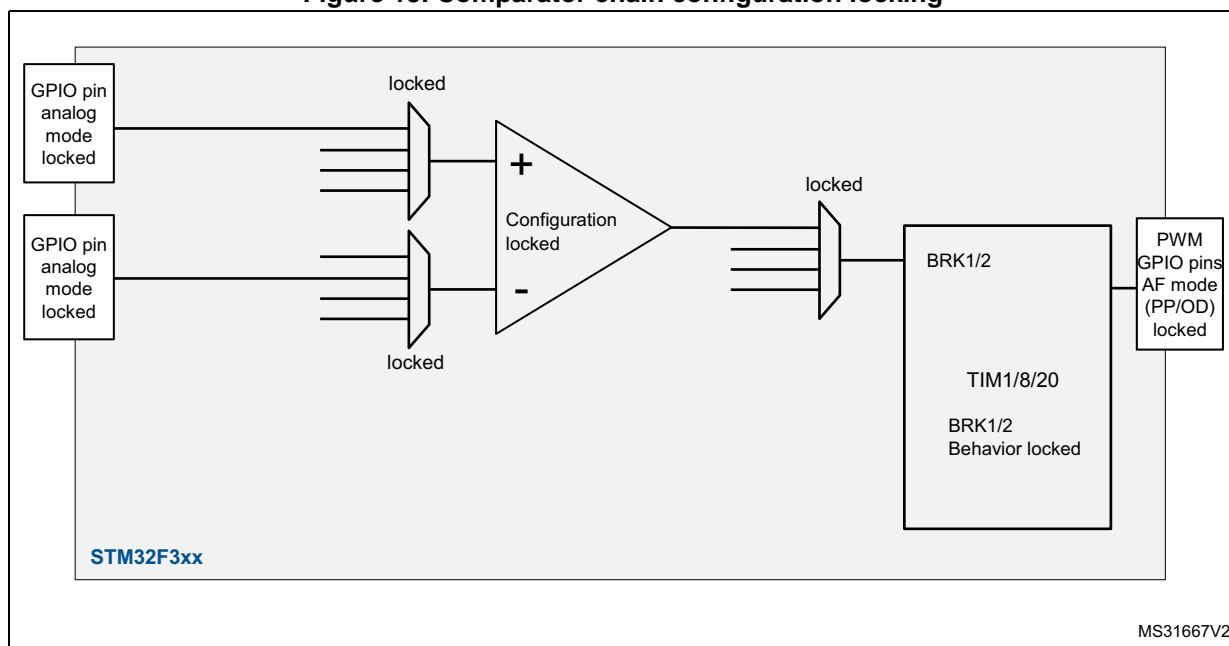 Figure Comparator chain configuration locking
GPIO pin
analog
mode
locked
locked
+
Configuration
locked
-
locked
GPIO pin
analog
mode
locked
locked
BRK1/2
TIM1/8/20
BRK1/2
Behavior locked
PWM
GPIO pins
AF mode
(PP/OD)
locked
STM32F3xx
MS31667V2